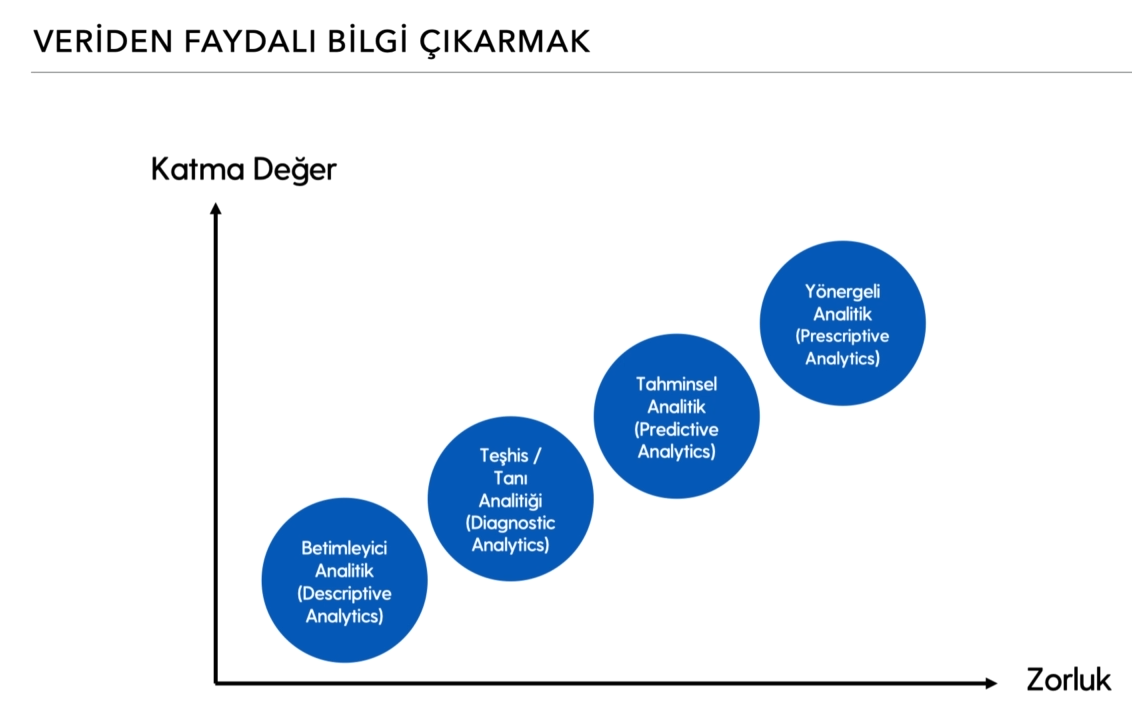 VERİDEN FAYDALI BİLGİ ÇIKARMAK
Katma Değer
Yönergeli
Analitik
(Prescriptive
Analytics)
Tahminsel
Analitik
(Predictive
Analytics)
Teşhis /
Tanı
Analitiği
(Diagnostic
Analytics)
Betimleyici
Analitik
(Descriptive
Analytics)
Zorluk